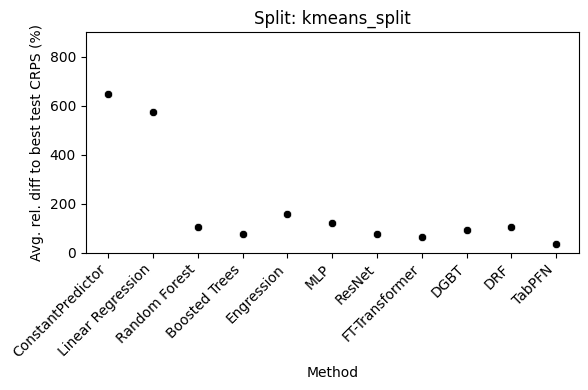 Split: kmeans_split
Avg. rel. diff to best test CRPS (%)
800
600
400
200
0
ConstantPredictor
Linear Regression
Random Forest
Boosted Trees
Engression
MLP
ResNet
FT-Transformer
DGBT
DRF
TabPFN
Method